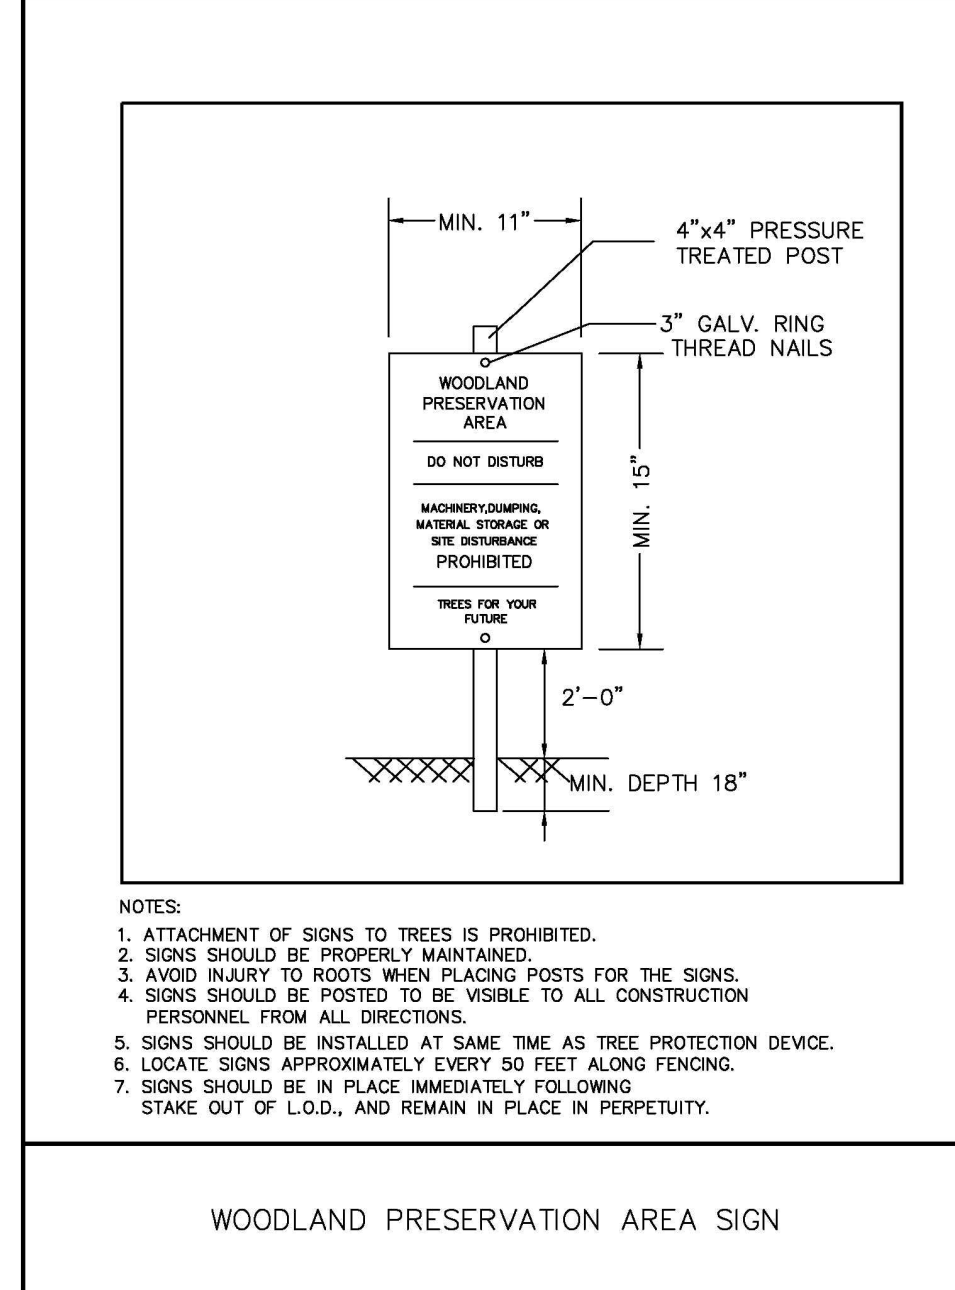 MIN. 11"
4"x4" PRESSURE
TREATED POST
3" GALV. RING
THREAD NAILS
WOODLAND
PRESERVATION
AREA
DO NOT DISTURB
MACHINERY,DUMPING,
MATERIAL STORAGE OR
SITE DISTURBANCE
PROHIBITED
TREES FOR YOUR
FUTURE
MIN. 15"
2'-0"
MIN. DEPTH 18"
NOTES:
1. ATTACHMENT OF SIGNS TO TREES IS PROHIBITED.
2. SIGNS SHOULD BE PROPERLY MAINTAINED.
3. AVOID INJURY TO ROOTS WHEN PLACING POSTS FOR THE SIGNS.
4. SIGNS SHOULD BE POSTED TO BE VISIBLE TO ALL CONSTRUCTION
PERSONNEL FROM ALL DIRECTIONS.
5. SIGNS SHOULD BE INSTALLED AT SAME TIME AS TREE PROTECTION DEVICE.
6. LOCATE SIGNS APPROXIMATELY EVERY 50 FEET ALONG FENCING.
7. SIGNS SHOULD BE IN PLACE IMMEDIATELY FOLLOWING
STAKE OUT OF L.O.D., AND REMAIN IN PLACE IN PERPETUITY.
WOODLAND PRESERVATION AREA SIGN